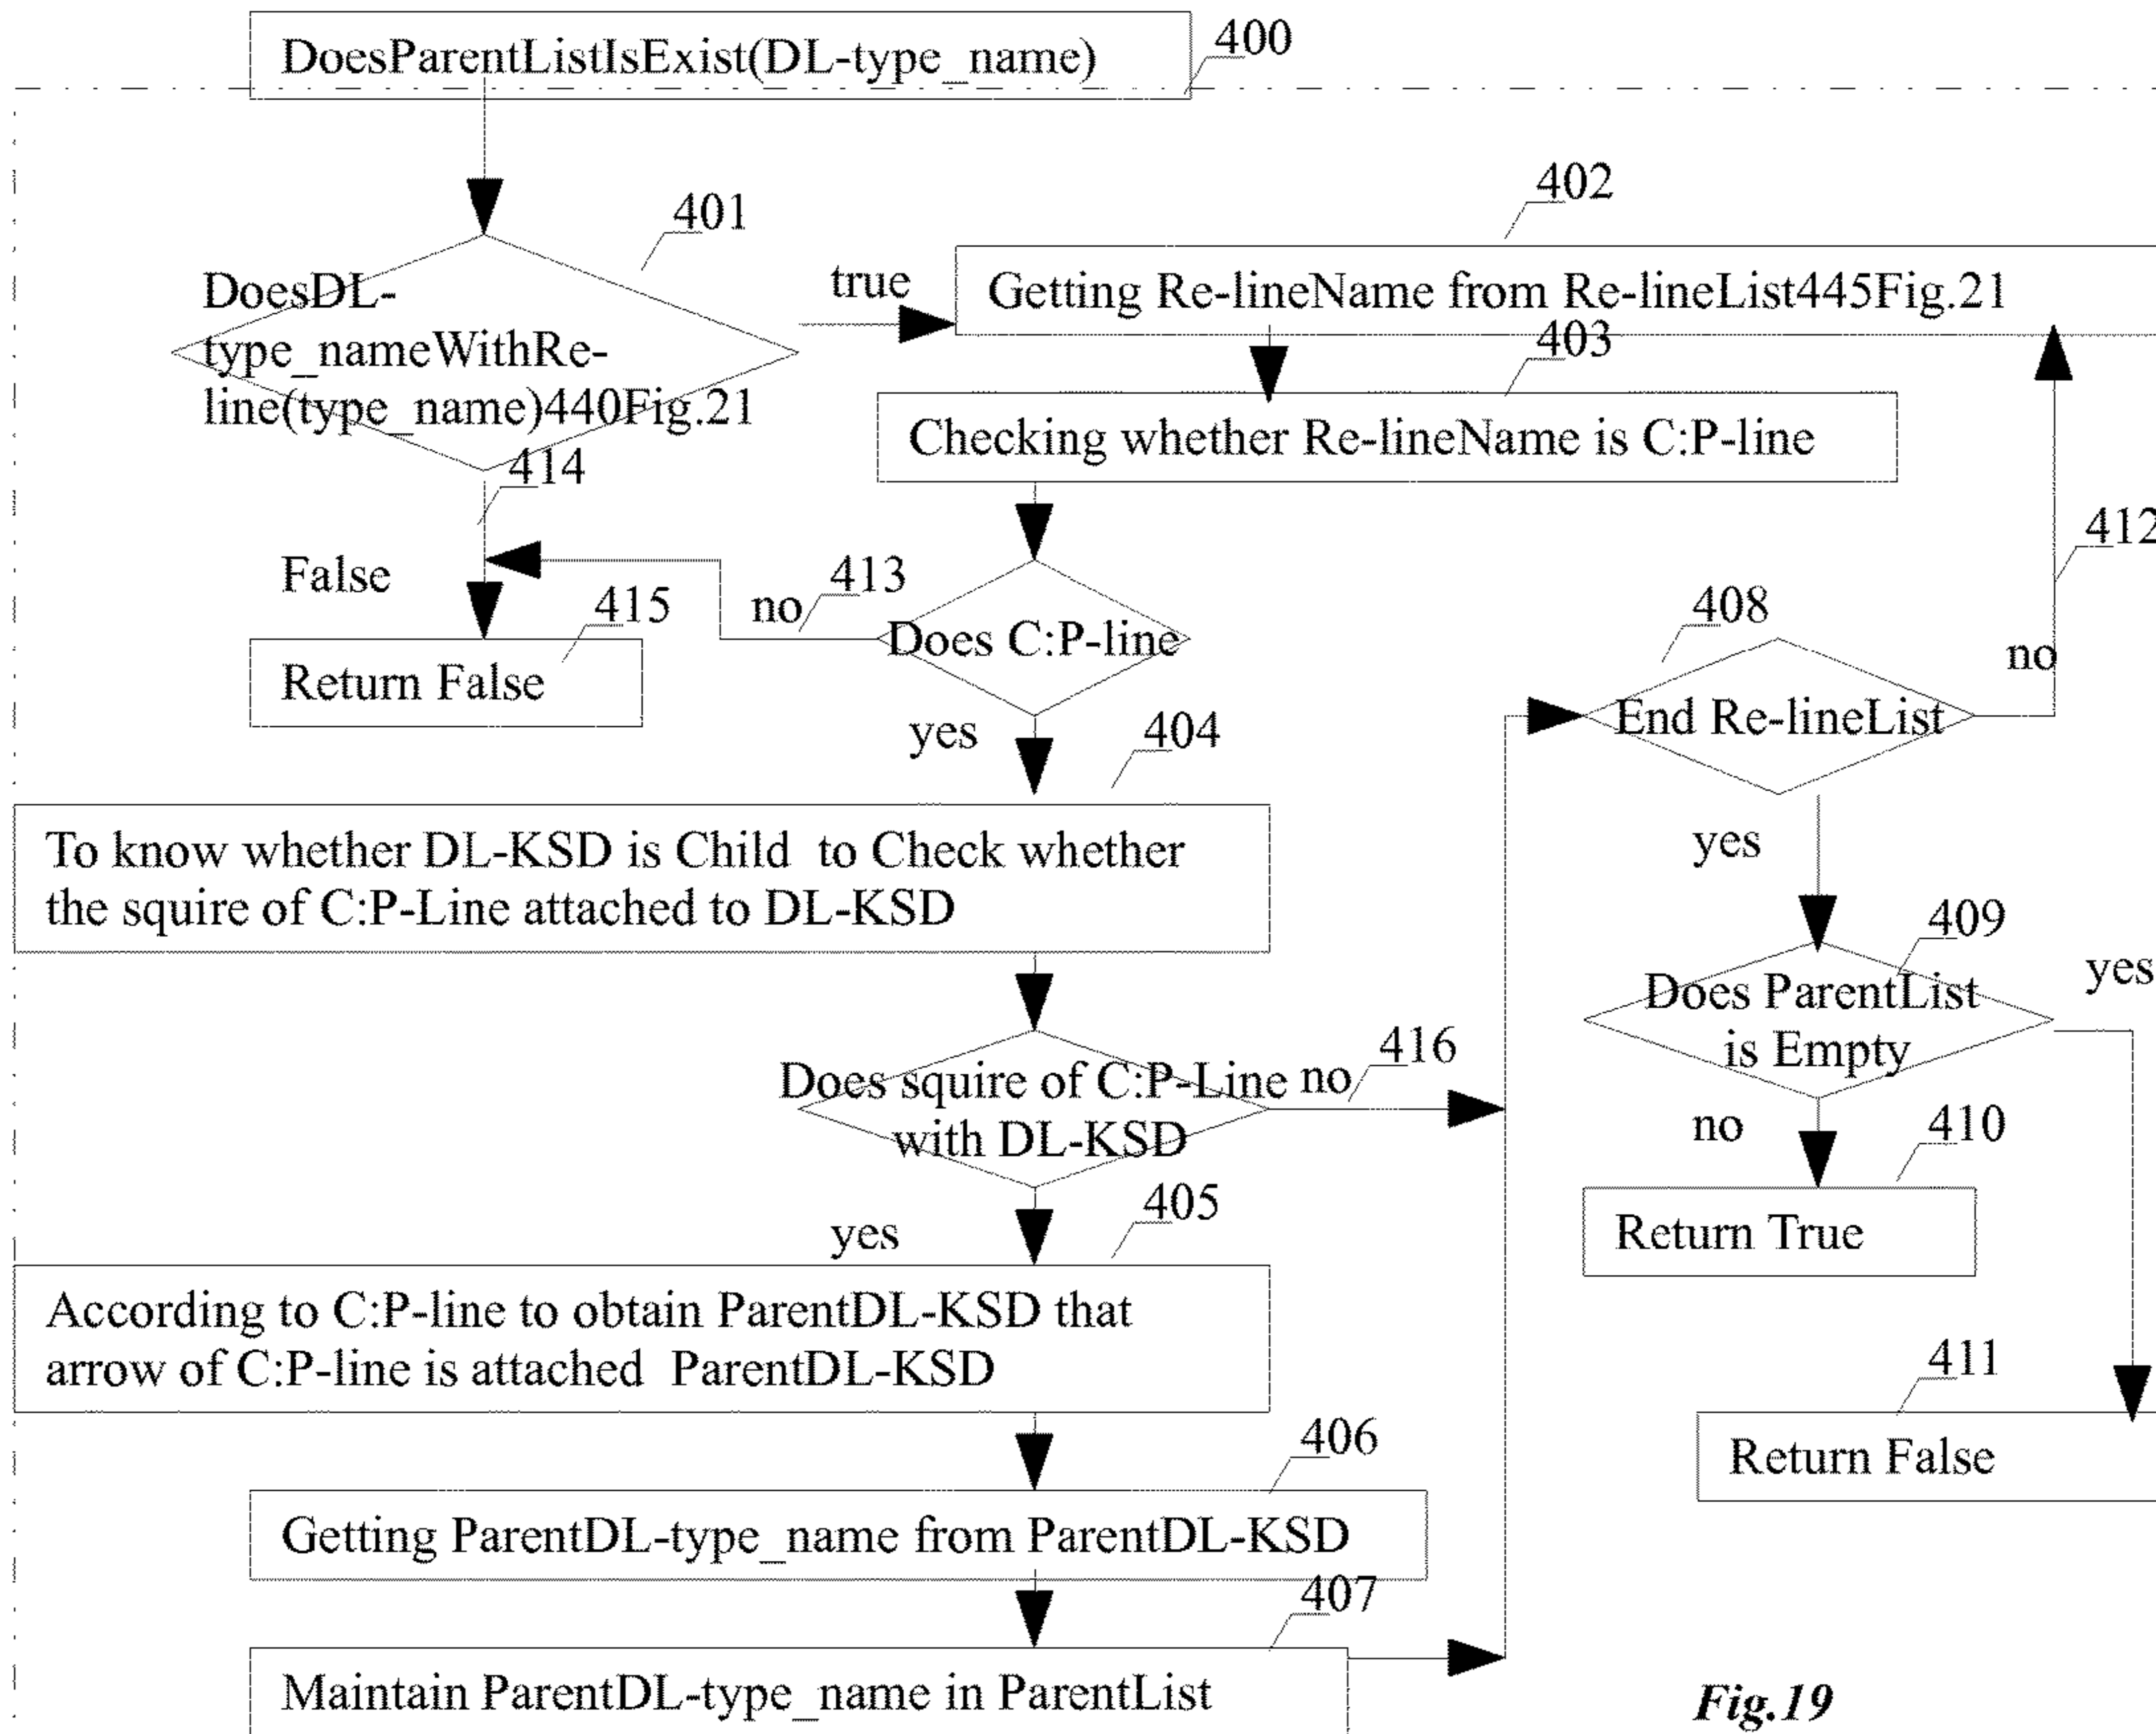 DoesParentListIsExist(DL-type_name)
400
401
402
DoesDL-
type_nameWithRe-
line(type_name)440Fig.21
true
Getting Re-lineName from Re-lineList445Fig.21
403
Checking whether Re-lineName is C:P-line
414
412
False
413
no
415
Return False
Does C:P-line
408
no
End Re-lineList
yes
404
To know whether DL-KSD is Child to Check whether
the squire of C:P-Line attached to DL-KSD
yes
409
Does ParentList
is Empty
yes
Does squire of C:P-Line
with DL-KSD
no
416
no
410
Return True
yes
405
According to C:P-line to obtain ParentDL-KSD that
arrow of C:P-line is attached ParentDL-KSD
411
Return False
406
Getting ParentDL-type_name from ParentDL-KSD
407
Maintain ParentDL-type_name in ParentList
Fig.19